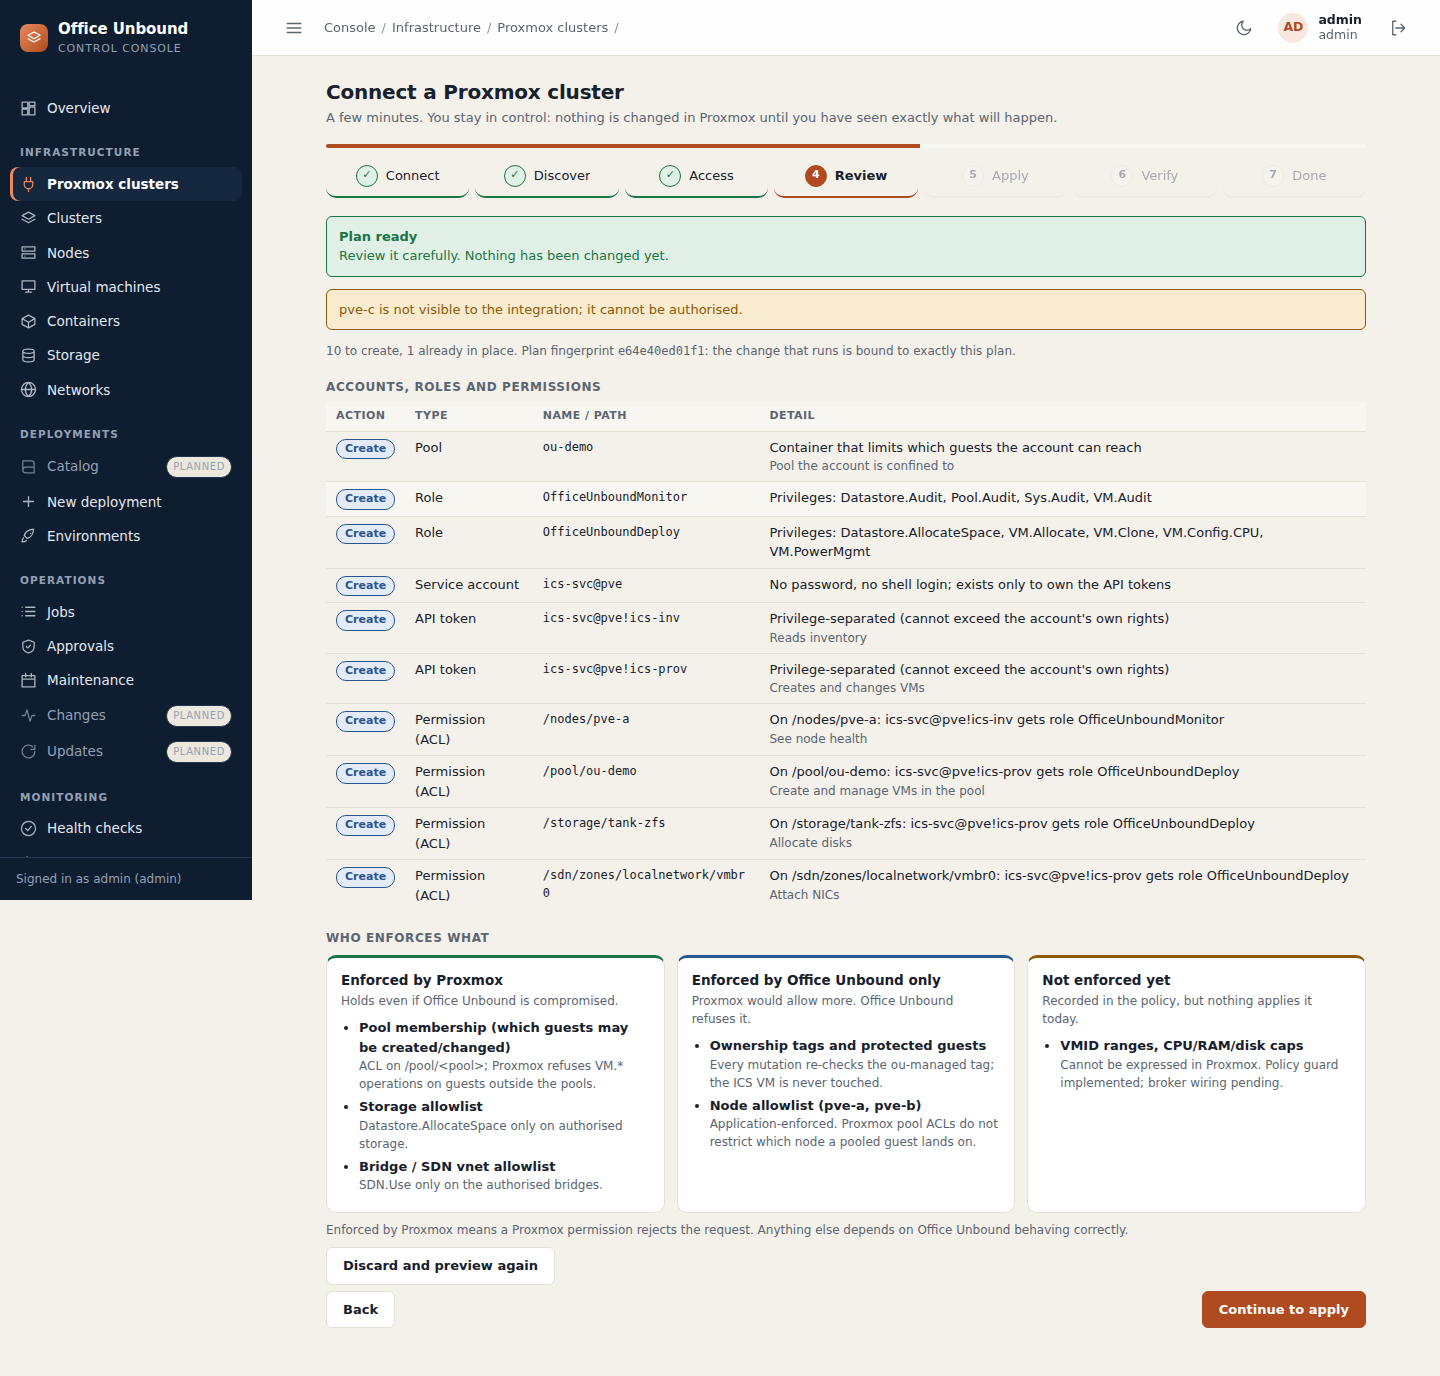 Office Unbound
CONTROL CONSOLE
Overview
INFRASTRUCTURE
Proxmox clusters
Clusters
Nodes
Virtual machines
Containers
Storage
Networks
DEPLOYMENTS
Catalog PLANNED
New deployment
Environments
OPERATIONS
Jobs
Approvals
Maintenance
Changes PLANNED
Updates PLANNED
MONITORING
Health checks
Signed in as admin (admin)
Console / Infrastructure / Proxmox clusters /
AD admin
admin
Connect a Proxmox cluster
A few minutes. You stay in control: nothing is changed in Proxmox until you have seen exactly what will happen.
✓ Connect ✓ Discover ✓ Access 4 Review 5 Apply 6 Verify 7 Done
Plan ready
Review it carefully. Nothing has been changed yet.
pve-c is not visible to the integration; it cannot be authorised.
10 to create, 1 already in place. Plan fingerprint e64e40ed01f1: the change that runs is bound to exactly this plan.
ACCOUNTS, ROLES AND PERMISSIONS
ACTION TYPE NAME / PATH DETAIL
Create Pool ou-demo Container that limits which guests the account can reach
Pool the account is confined to
Create Role OfficeUnboundMonitor Privileges: Datastore.Audit, Pool.Audit, Sys.Audit, VM.Audit
Create Role OfficeUnboundDeploy Privileges: Datastore.AllocateSpace, VM.Allocate, VM.Clone, VM.Config.CPU,
VM.PowerMgmt
Create Service account ics-svc@pve No password, no shell login; exists only to own the API tokens
Create API token ics-svc@pve!ics-inv Privilege-separated (cannot exceed the account's own rights)
Reads inventory
Create API token ics-svc@pve!ics-prov Privilege-separated (cannot exceed the account's own rights)
Creates and changes VMs
Create Permission /nodes/pve-a On /nodes/pve-a: ics-svc@pve!ics-inv gets role OfficeUnboundMonitor
(ACL) See node health
Create Permission /pool/ou-demo On /pool/ou-demo: ics-svc@pve!ics-prov gets role OfficeUnboundDeploy
(ACL) Create and manage VMs in the pool
Create Permission /storage/tank-zfs On /storage/tank-zfs: ics-svc@pve!ics-prov gets role OfficeUnboundDeploy
(ACL) Allocate disks
Create Permission /sdn/zones/localnetwork/vmbr On /sdn/zones/localnetwork/vmbr0: ics-svc@pve!ics-prov gets role OfficeUnboundDeploy
(ACL) 0 Attach NICs
WHO ENFORCES WHAT
Enforced by Proxmox
Holds even if Office Unbound is compromised.
• Pool membership (which guests may
be created/changed)
ACL on /pool/<pool>; Proxmox refuses VM.*
operations on guests outside the pools.
• Storage allowlist
Datastore.AllocateSpace only on authorised
storage.
• Bridge / SDN vnet allowlist
SDN.Use only on the authorised bridges.
Enforced by Office Unbound only
Proxmox would allow more. Office Unbound
refuses it.
• Ownership tags and protected guests
Every mutation re-checks the ou-managed tag;
the ICS VM is never touched.
• Node allowlist (pve-a, pve-b)
Application-enforced. Proxmox pool ACLs do not
restrict which node a pooled guest lands on.
Not enforced yet
Recorded in the policy, but nothing applies it
today.
• VMID ranges, CPU/RAM/disk caps
Cannot be expressed in Proxmox. Policy guard
implemented; broker wiring pending.
Enforced by Proxmox means a Proxmox permission rejects the request. Anything else depends on Office Unbound behaving correctly.
Discard and preview again
Back
Continue to apply